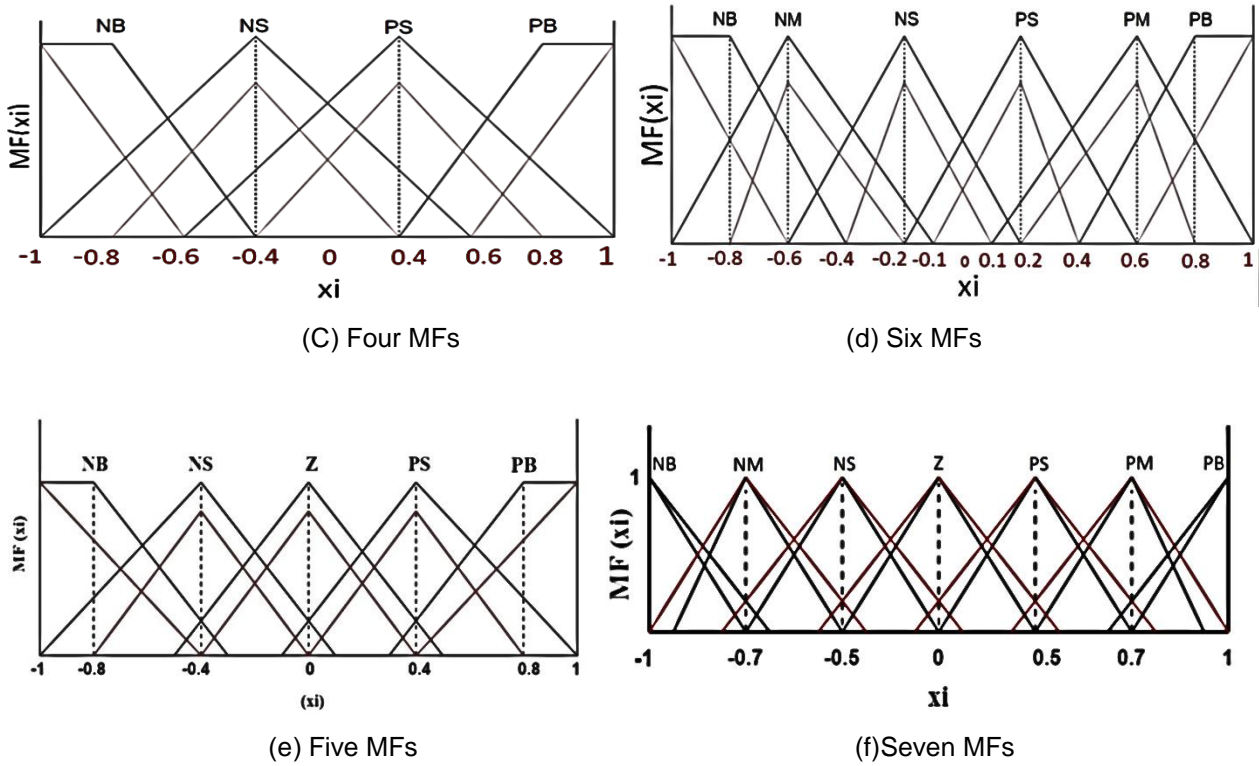 NB NS PS PB
MF(xi)
-1 -0.8 -0.6 -0.4 0 0.4 0.6 0.8 1
xi
(C) Four MFs
NB NM NS PS PM PB
MF(xi)
-1 -0.8 -0.6 -0.4 -0.2 -0.1 0 0.1 0.2 0.4 0.6 0.8 1
xi
(d) Six MFs
NB NS Z PS PB
MF (xi)
-1 -0.8 -0.4 0 0.4 0.8 1
(xi)
(e) Five MFs
NB NM NS Z PS PM PB
1
MF (xi)
-1 -0.7 -0.5 0 0.5 0.7 1
xi
(f)Seven MFs